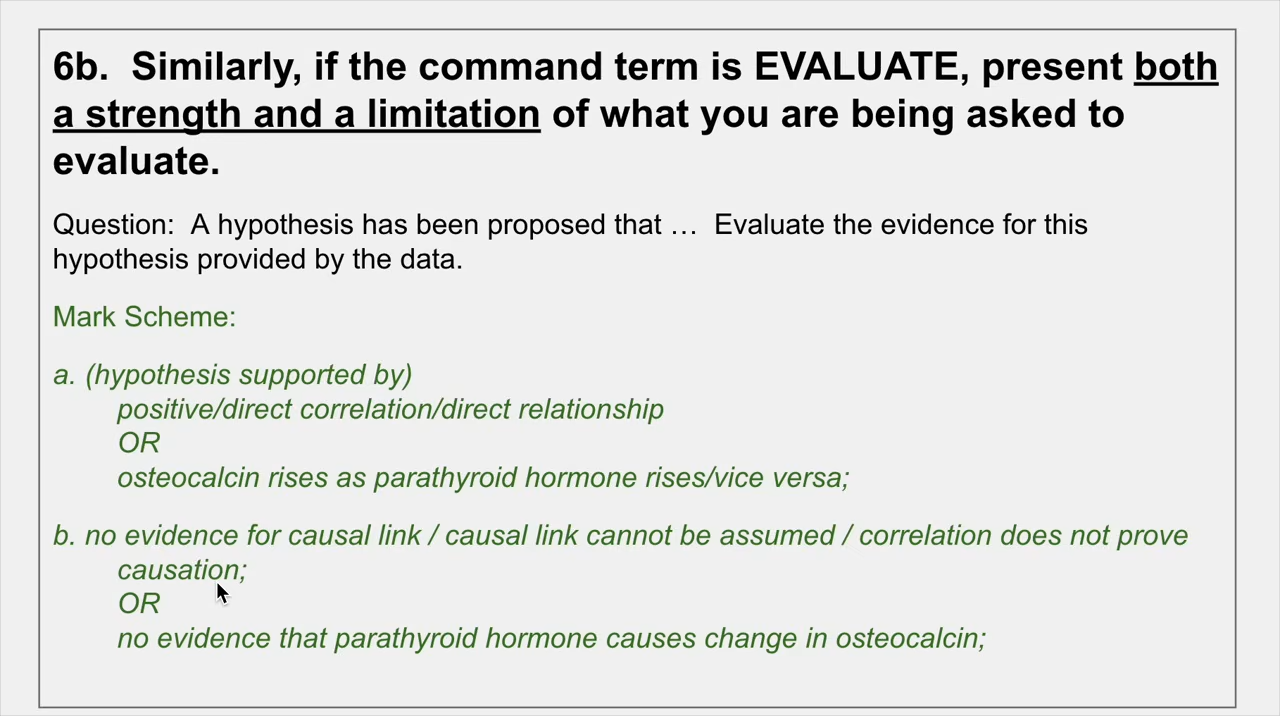 6b.  Similarly, if the command term is EVALUATE, present both
a strength and a limitation of what you are being asked to
evaluate.
Question:  A hypothesis has been proposed that …  Evaluate the evidence for this
hypothesis provided by the data.
Mark Scheme:
a. (hypothesis supported by)
positive/direct correlation/direct relationship
OR
osteocalcin rises as parathyroid hormone rises/vice versa;
b. no evidence for causal link / causal link cannot be assumed / correlation does not prove
causation;
OR
no evidence that parathyroid hormone causes change in osteocalcin;